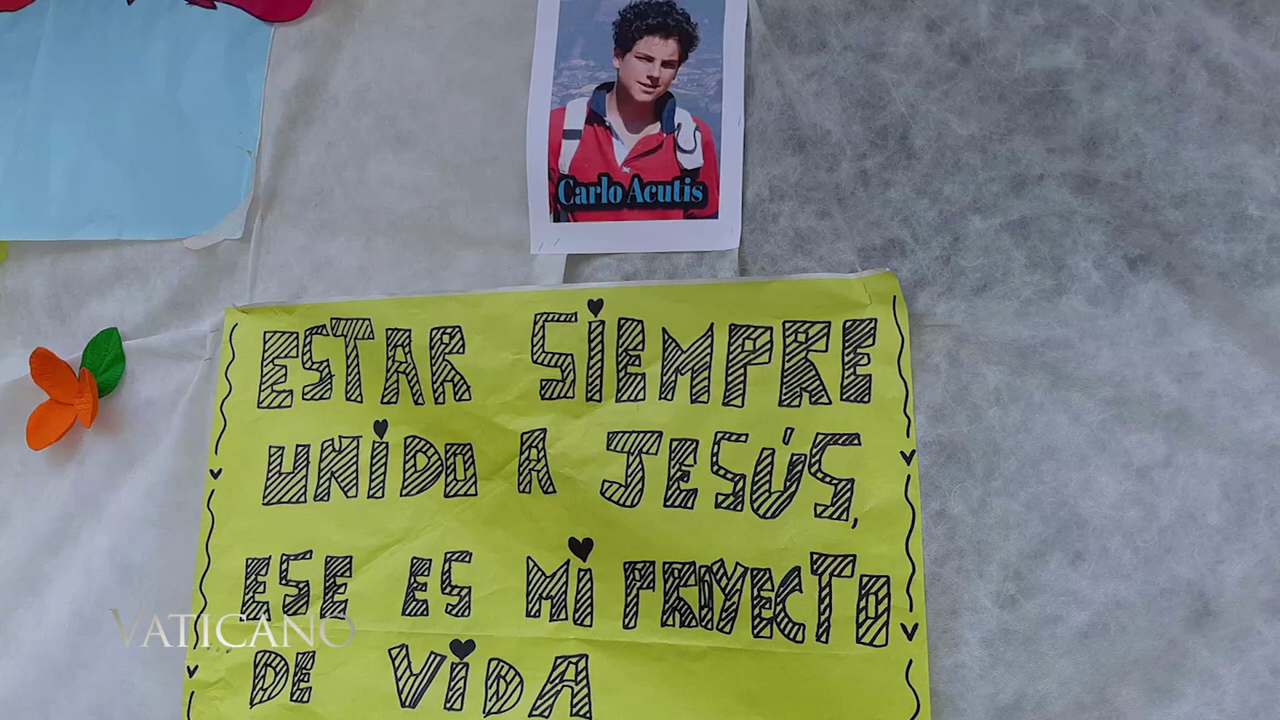 Carlo Acutis
ESTAR SIEMPRE
UNIDO A JESÚS,
ESE ES MI PROYECTO
DE VIDA
VATICANO